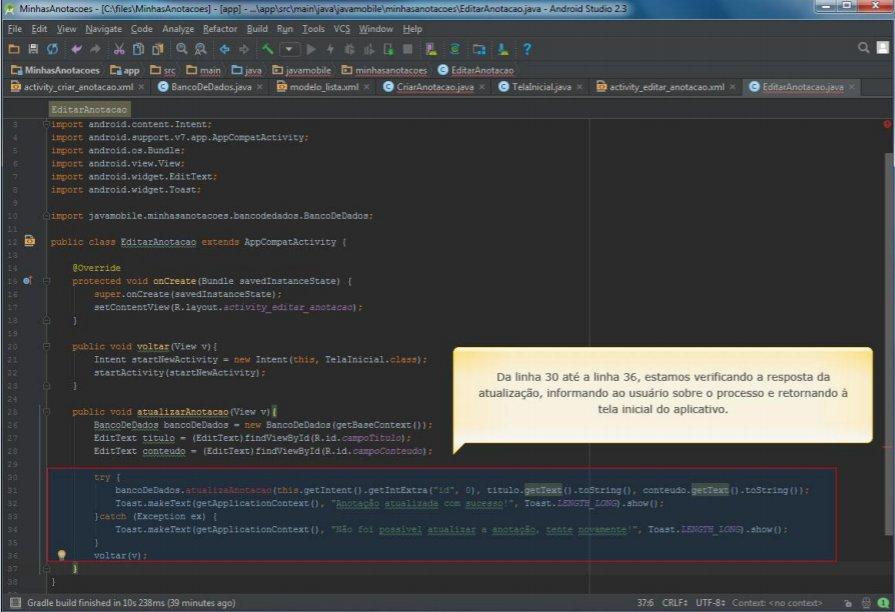 MinhasAnotacoes - [C:\files\MinhasAnotacoes] - [app] - ...\app\src\main\java\javamobile\minhasanotacoes\EditarAnotacao.java - Android Studio 2.3
File Edit View Navigate Code Analyze Refactor Build Run Tools VCS Window Help
MinhasAnotacoes app src main java javamobile minhasanotacoes EditarAnotacao
activity_criar_anotacao.xml BancoDeDados.java modelo_lista.xml CriarAnotacao.java TelaInicial.java activity_editar_anotacao.xml EditarAnotacao.java
EditarAnotacao
3 import android.content.Intent;
4 import android.support.v7.app.AppCompatActivity;
5 import android.os.Bundle;
6 import android.view.View;
7 import android.widget.EditText;
8 import android.widget.Toast;
9
10 import javamobile.minhasanotacoes.bancodedados.BancoDeDados;
11
12 public class EditarAnotacao extends AppCompatActivity {
13
14 @Override
15 protected void onCreate(Bundle savedInstanceState) {
16 super.onCreate(savedInstanceState);
17 setContentView(R.layout.activity_editar_anotacao);
18 }
19
20 public void voltar(View v){
21 Intent startNewActivity = new Intent(this, TelaInicial.class);
22 startActivity(startNewActivity);
23 }
24
25 public void atualizarAnotacao(View v){
26 BancoDeDados bancoDeDados = new BancoDeDados(getBaseContext());
27 EditText titulo = (EditText)findViewById(R.id.campoTitulo);
28 EditText conteudo = (EditText)findViewById(R.id.campoConteudo);
29
30 try {
31 bancoDeDados.atualizaAnotacao(this.getIntent().getIntExtra("id", 0), titulo.getText().toString(), conteudo.getText().toString());
32 Toast.makeText(getApplicationContext(), "Anotação atualizada com sucesso!", Toast.LENGTH_LONG).show();
33 }catch (Exception ex) {
34 Toast.makeText(getApplicationContext(), "Não foi possível atualizar a anotação, tente novamente!", Toast.LENGTH_LONG).show();
35 }
36 voltar(v);
37 }
38 }
Da linha 30 até a linha 36, estamos verificando a resposta da
atualização, informando ao usuário sobre o processo e retornando à
tela inicial do aplicativo.
Gradle build finished in 10s 238ms (39 minutes ago) 37:6 CRLF÷ UTF-8÷ Context: <no context> 1